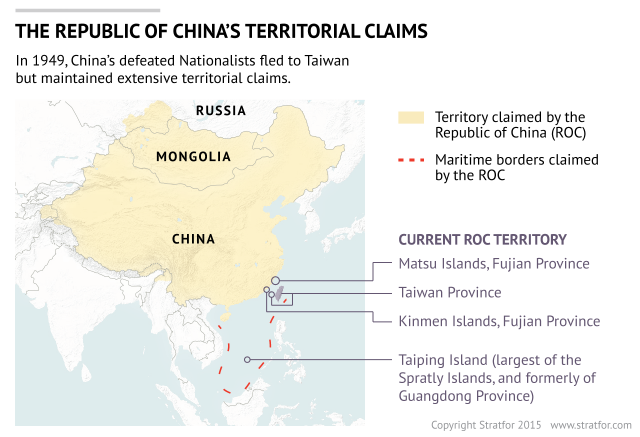 THE REPUBLIC OF CHINA'S TERRITORIAL CLAIMS
In 1949, China's defeated Nationalists fled to Taiwan
but maintained extensive territorial claims.
RUSSIA
MONGOLIA
CHINA
Territory claimed by the
Republic of China (ROC)
Maritime borders claimed
by the ROC
CURRENT ROC TERRITORY
Matsu Islands, Fujian Province
Taiwan Province
Kinmen Islands, Fujian Province
Taiping Island (largest of the
Spratly Islands, and formerly of
Guangdong Province)
Copyright Stratfor 2015 www.stratfor.com